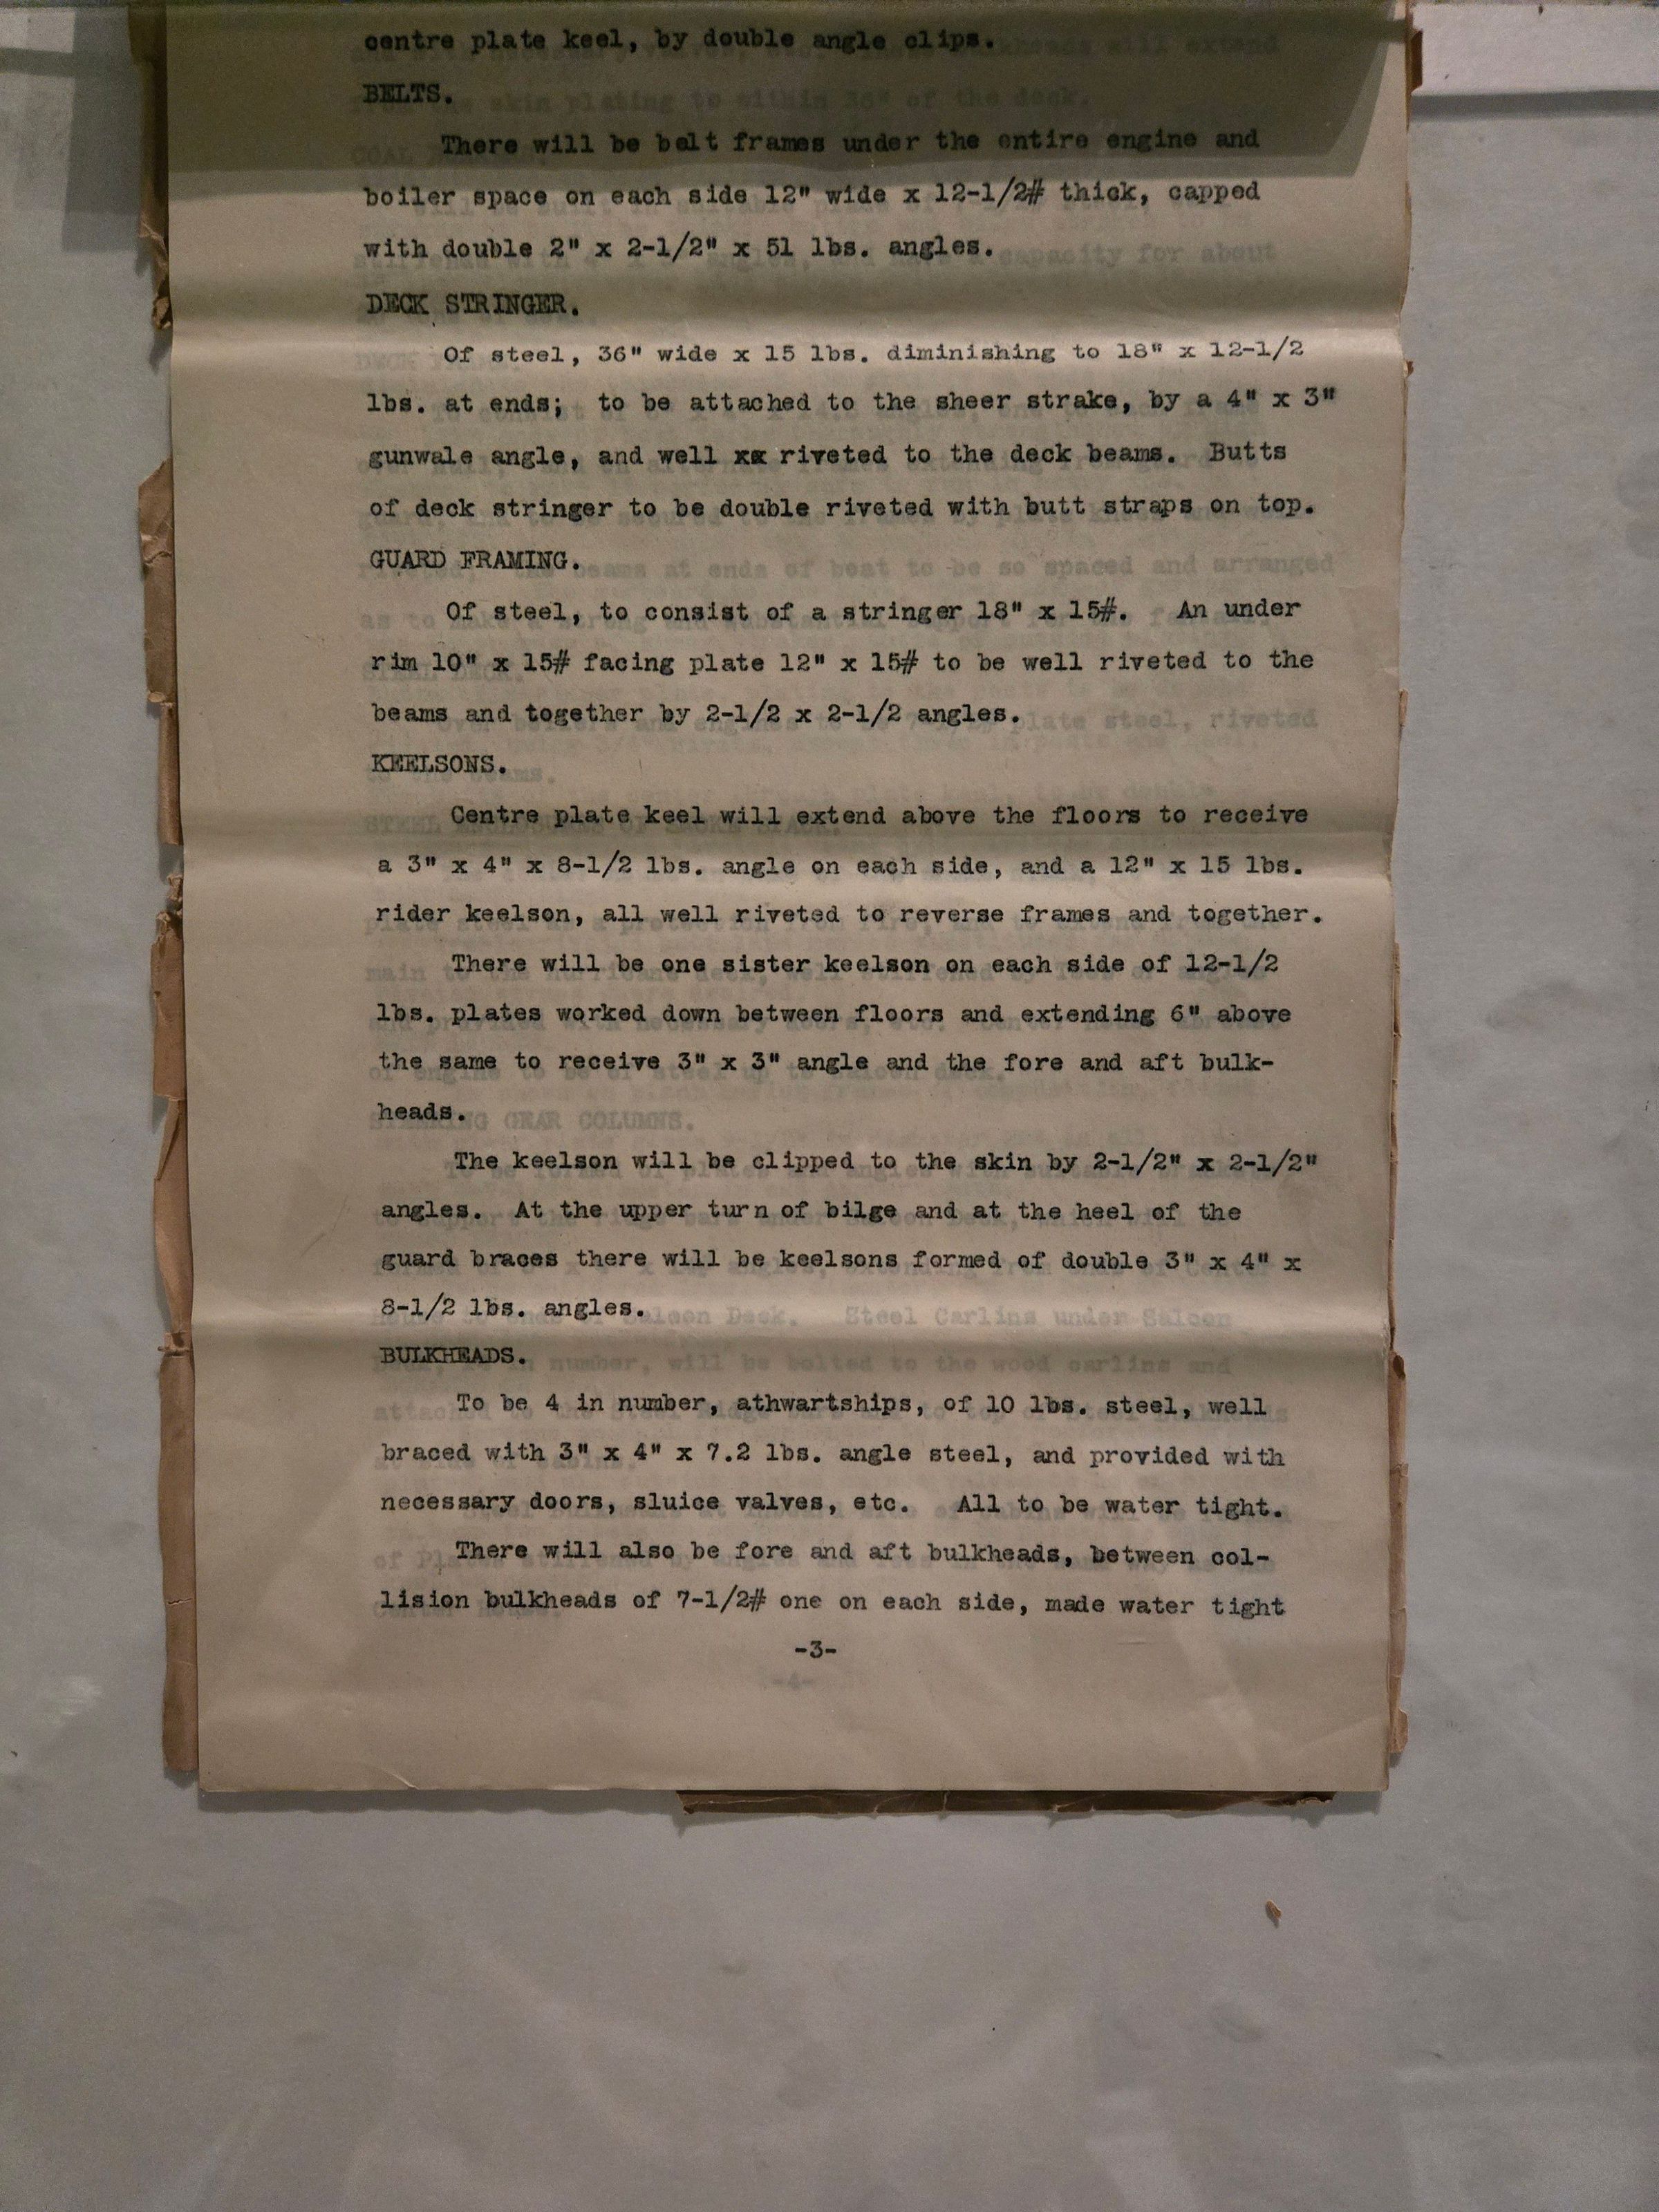 centre plate keel, by double angle clips.
BELTS.
There will be belt frames under the entire engine and
boiler space on each side 12" wide x 12-1/2# thick, capped
with double 2" x 2-1/2" x 51 lbs. angles.
DECK STRINGER.
Of steel, 36" wide x 15 lbs. diminishing to 18" x 12-1/2
lbs. at ends; to be attached to the sheer strake, by a 4" x 3"
gunwale angle, and well xx riveted to the deck beams. Butts
of deck stringer to be double riveted with butt straps on top.
GUARD FRAMING.
Of steel, to consist of a stringer 18" x 15#. An under
rim 10" x 15# facing plate 12" x 15# to be well riveted to the
beams and together by 2-1/2 x 2-1/2 angles.
KEELSONS.
Centre plate keel will extend above the floors to receive
a 3" x 4" x 8-1/2 lbs. angle on each side, and a 12" x 15 lbs.
rider keelson, all well riveted to reverse frames and together.
There will be one sister keelson on each side of 12-1/2
lbs. plates worked down between floors and extending 6" above
the same to receive 3" x 3" angle and the fore and aft bulk-
heads.
The keelson will be clipped to the skin by 2-1/2" x 2-1/2"
angles. At the upper turn of bilge and at the heel of the
guard braces there will be keelsons formed of double 3" x 4" x
8-1/2 lbs. angles.
BULKHEADS.
To be 4 in number, athwartships, of 10 lbs. steel, well
braced with 3" x 4" x 7.2 lbs. angle steel, and provided with
necessary doors, sluice valves, etc. All to be water tight.
There will also be fore and aft bulkheads, between col-
lision bulkheads of 7-1/2# one on each side, made water tight
-3-